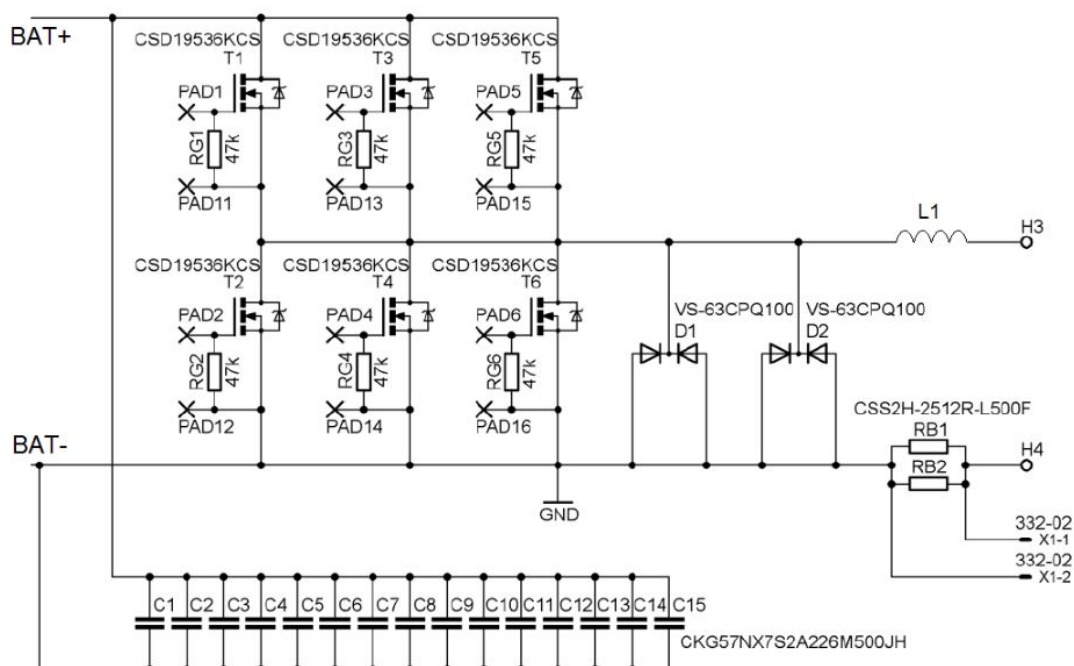 BAT+
CSD19536KCS CSD19536KCS CSD19536KCS
T1 T3 T5
PAD1 PAD3 PAD5
RG1 47k RG3 47k RG5 47k
PAD11 PAD13 PAD15
L1 H3
CSD19536KCS CSD19536KCS CSD19536KCS
T2 T4 T6
PAD2 PAD4 PAD6
VS-63CPQ100 VS-63CPQ100
D1 D2
RG2 47k RG4 47k RG6 47k
PAD12 PAD14 PAD16
CSS2H-2512R-L500F
RB1
BAT-
H4
RB2
GND
332-02
X1-1
332-02
X1-2
C1 C2 C3 C4 C5 C6 C7 C8 C9 C10 C11 C12 C13 C14 C15
CKG57NX7S2A226M500JH